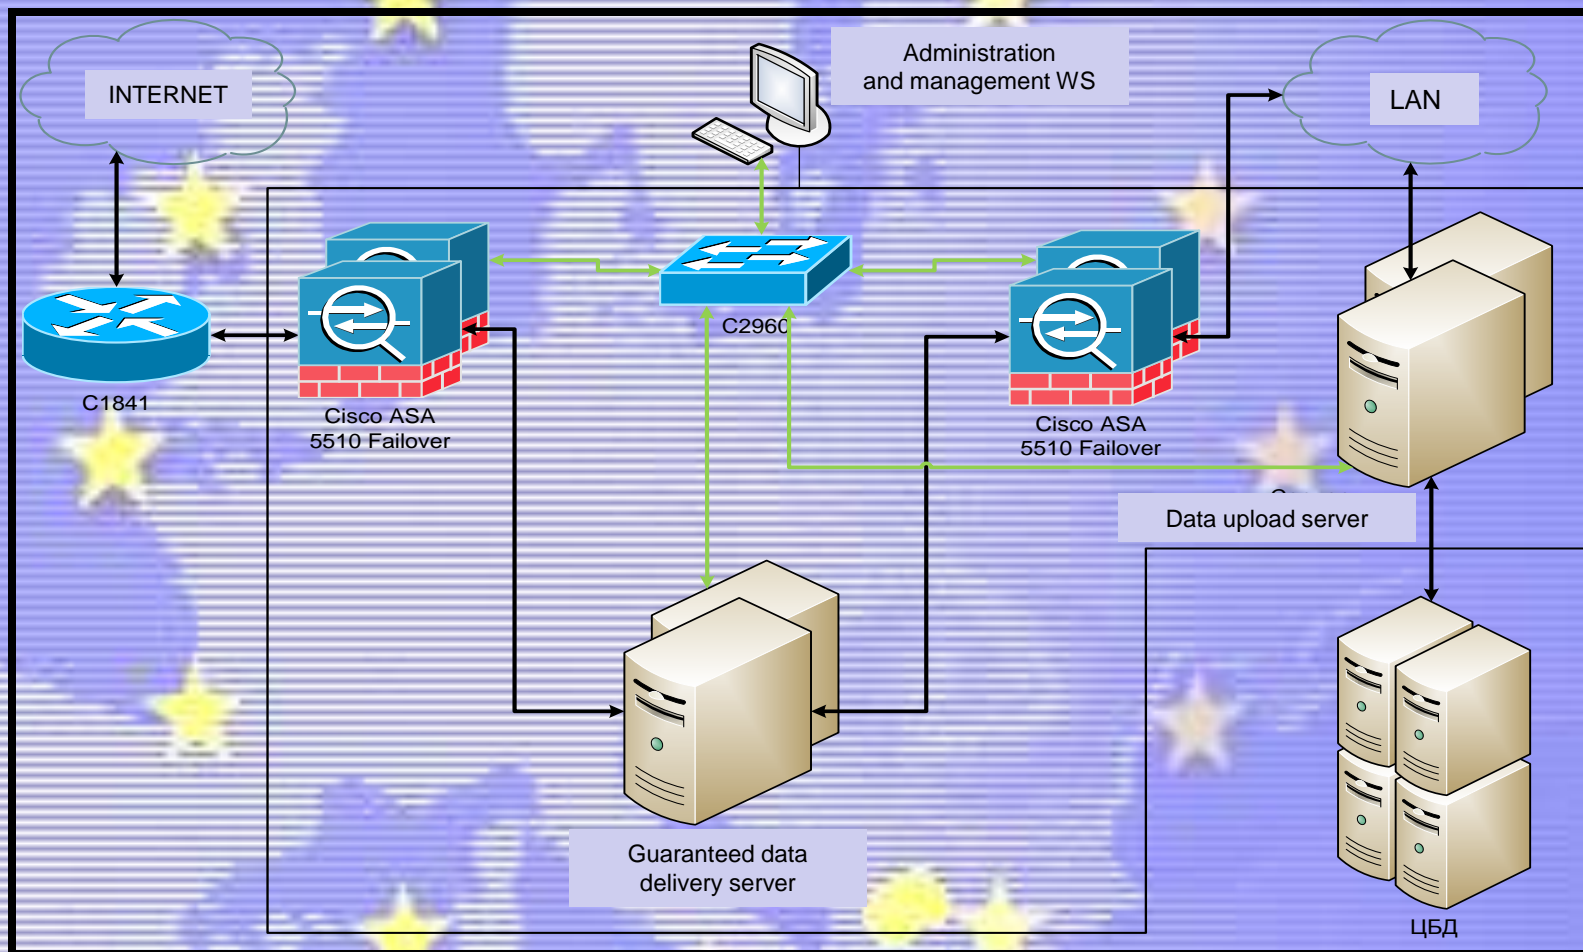 INTERNET
Administration
and management WS
LAN
C2960
C1841
Cisco ASA
5510 Failover
Cisco ASA
5510 Failover
Data upload server
Guaranteed data
delivery server
ЦБД